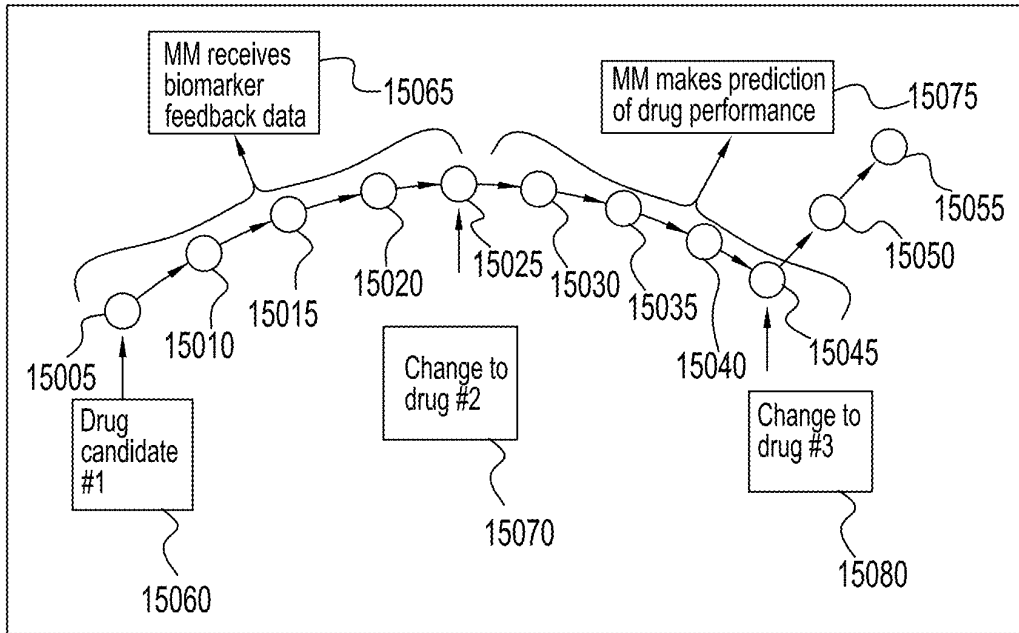 MM receives
biomarker
feedback data
15065
MM makes prediction
of drug performance
15075
15005
15010
15015
15020
15025
15030
15035
15040
15045
15050
15055
Drug
candidate
#1
15060
Change to
drug #2
15070
Change to
drug #3
15080